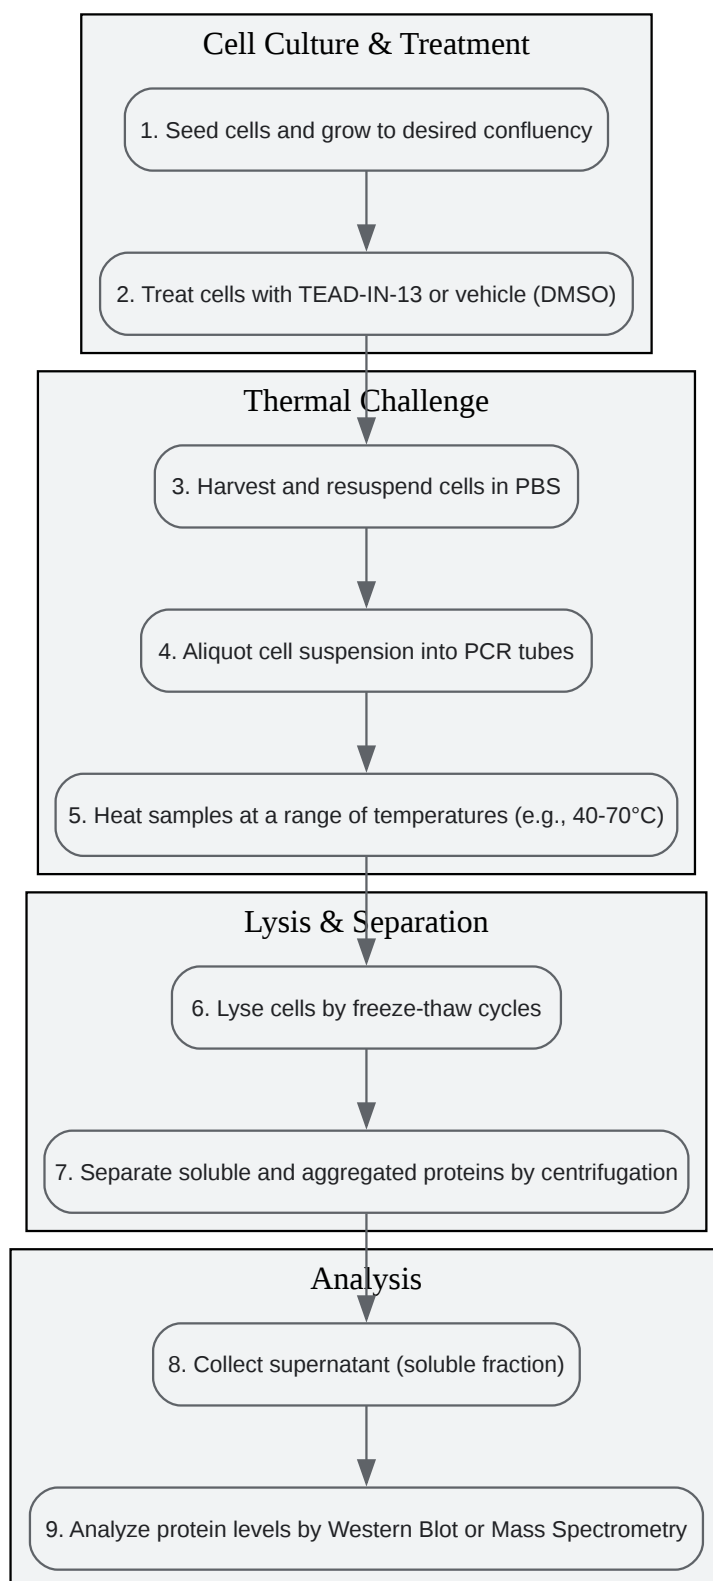 Cell Culture & Treatment
1. Seed cells and grow to desired confluency
2. Treat cells with TEAD-IN-13 or vehicle (DMSO)
Thermal Challenge
3. Harvest and resuspend cells in PBS
4. Aliquot cell suspension into PCR tubes
5. Heat samples at a range of temperatures (e.g., 40-70°C)
Lysis & Separation
6. Lyse cells by freeze-thaw cycles
7. Separate soluble and aggregated proteins by centrifugation
Analysis
8. Collect supernatant (soluble fraction)
9. Analyze protein levels by Western Blot or Mass Spectrometry